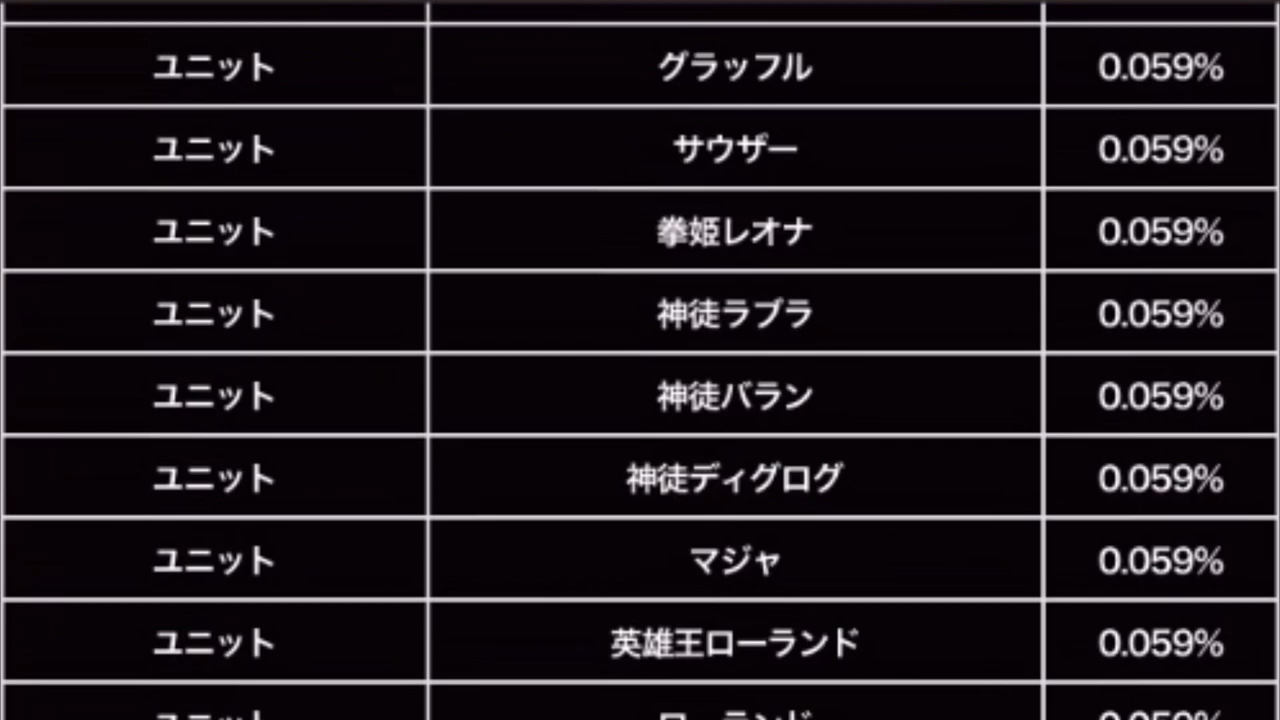 ユニット グラッフル 0.059%
ユニット サウザー 0.059%
ユニット 拳姫レオナ 0.059%
ユニット 神徒ラブラ 0.059%
ユニット 神徒バラン 0.059%
ユニット 神徒ディグログ 0.059%
ユニット マジャ 0.059%
ユニット 英雄王ローランド 0.059%